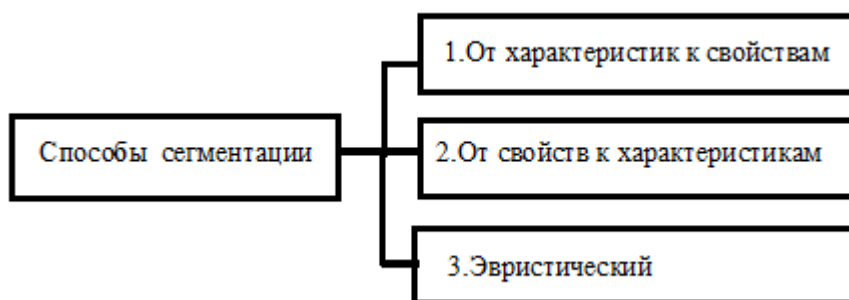 Способы сегментации
1.От характеристик к свойствам
2.От свойств к характеристикам
3.Эвристический